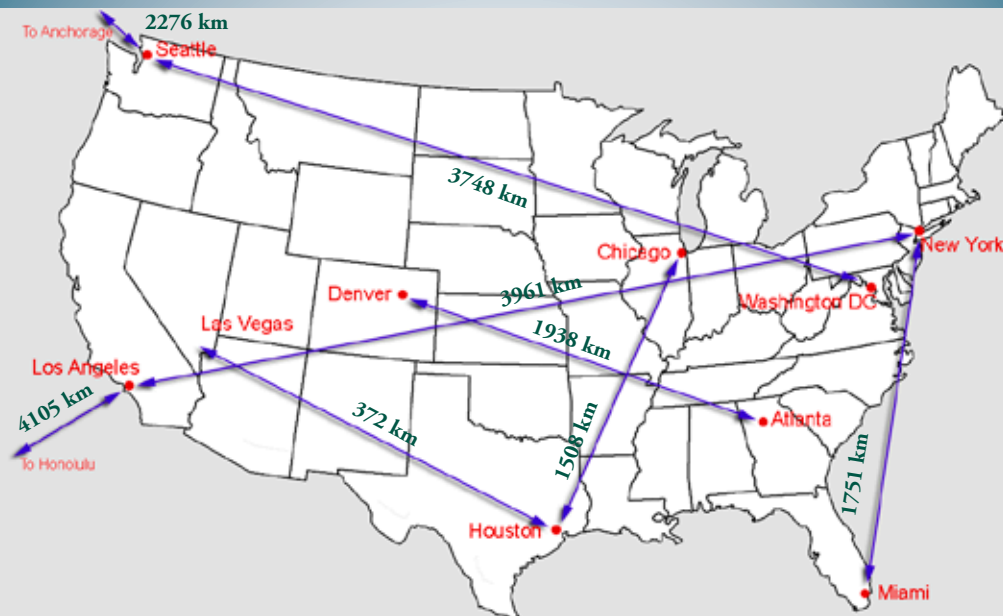 2276 km
To Anchorage
Seattle
3748 km
New York
Chicago
3961 km
Denver
Washington DC
Las Vegas
1938 km
Los Angeles
4105 km
372 km
1508 km
Atlanta
To Honolulu
1751 km
Houston
Miami